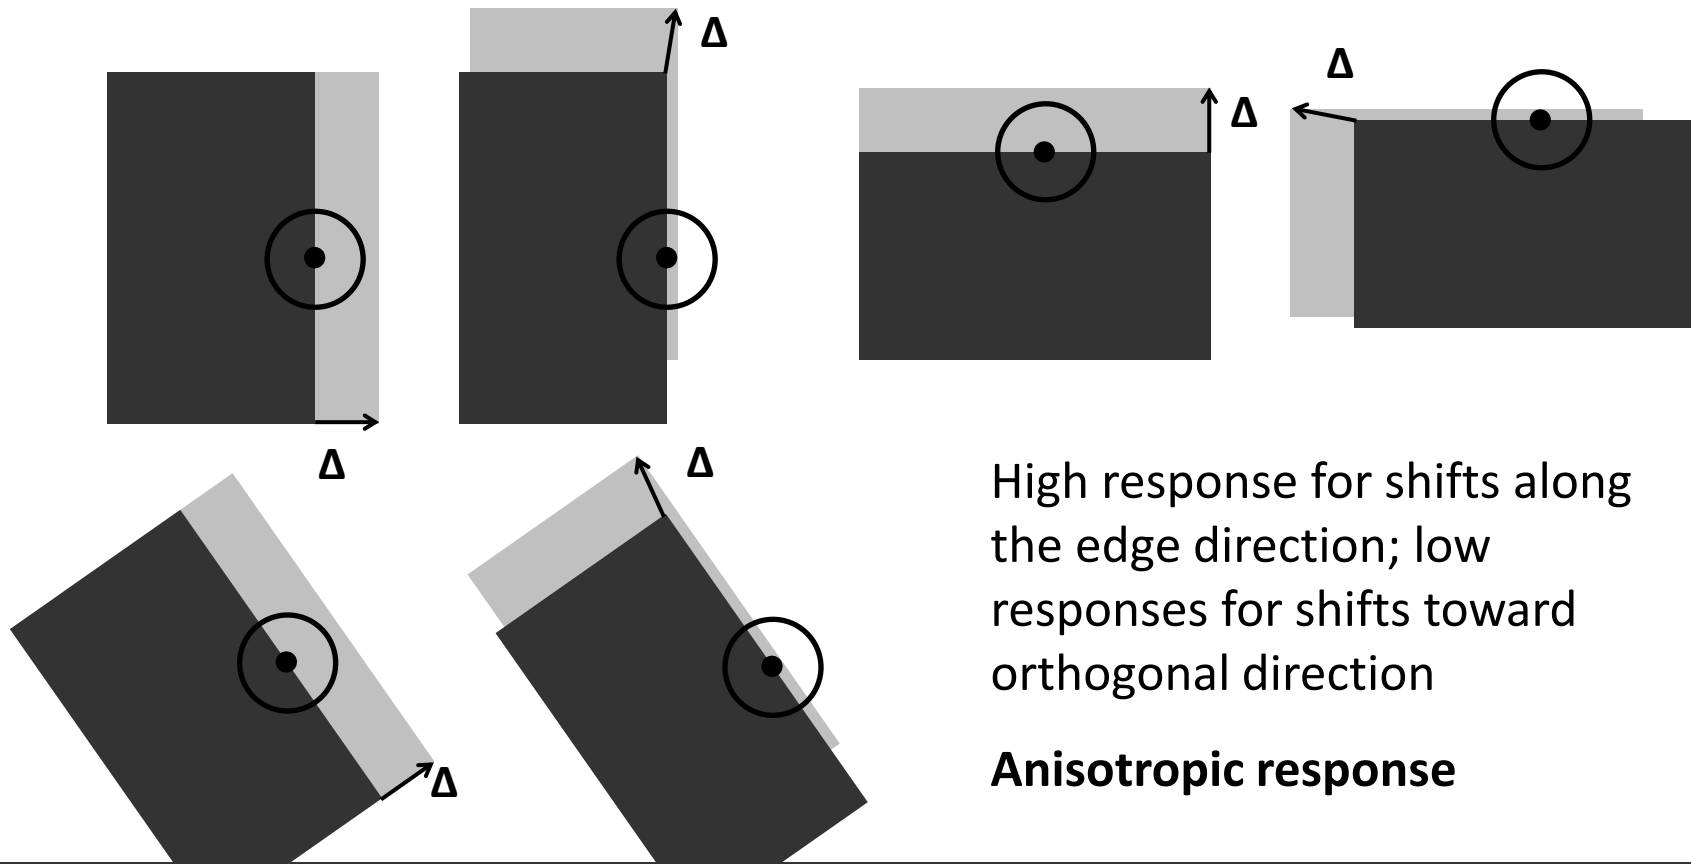 Δ
Δ
Δ
Δ
Δ
Δ
High response for shifts along
the edge direction; low
responses for shifts toward
orthogonal direction
Anisotropic response